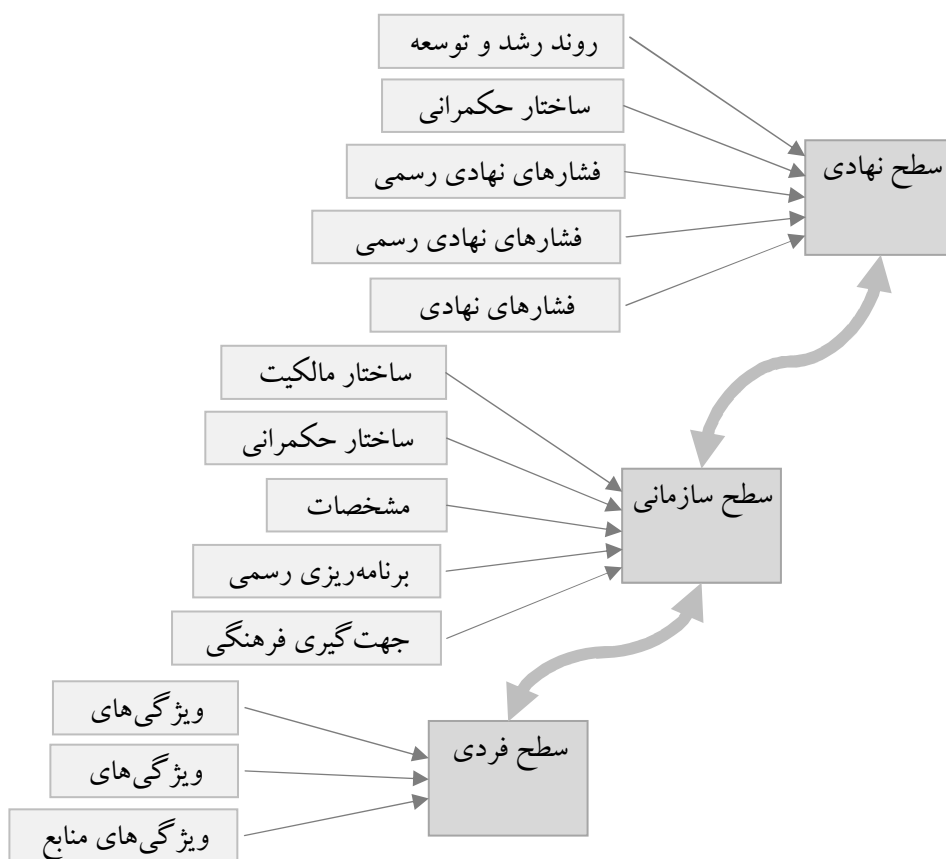 روند رشد و توسعه
ساختار حکمرانی
سطح نهادی
فشارهای نهادی رسمی
فشارهای نهادی رسمی
فشارهای نهادی
ساختار مالکیت
ساختار حکمرانی
سطح سازمانی
مشخصات
برنامه‌ریزی رسمی
جهت‌گیری فرهنگی
ویژگی‌های
سطح فردی
ویژگی‌های
ویژگی‌های منابع